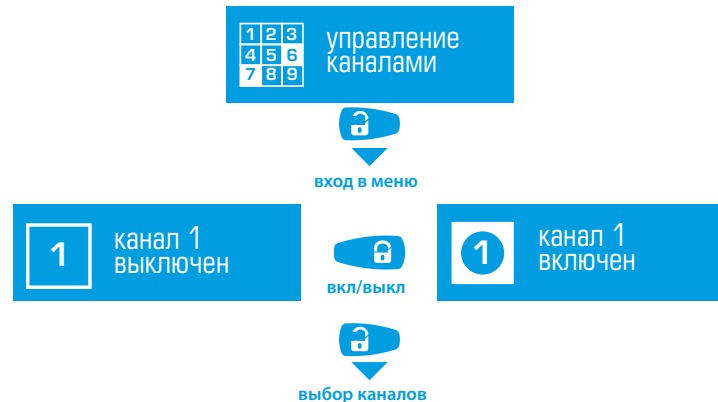 1 2 3
4 5 6
7 8 9
управление
каналами
вход в меню
1
канал 1
выключен
вкл/выкл
1
канал 1
включен
выбор каналов